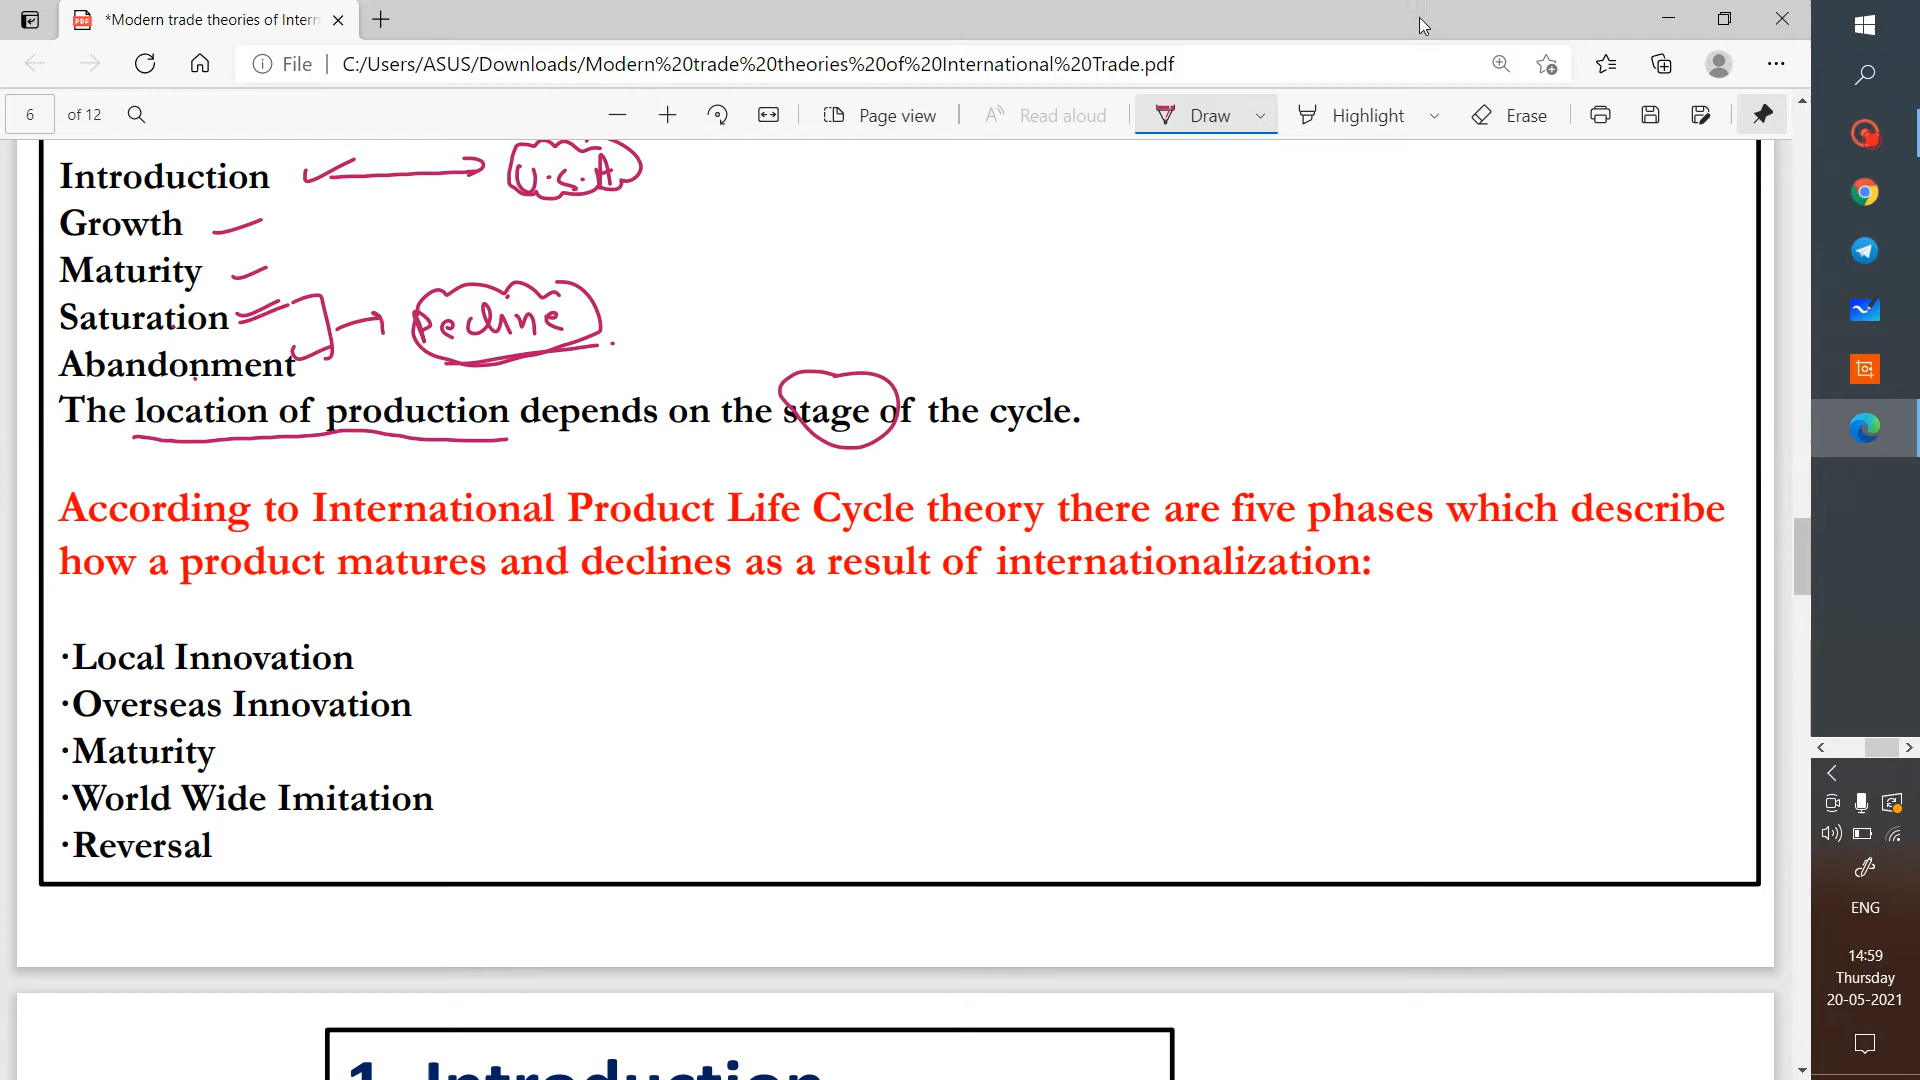 *Modern trade theories of Intern
File
C:/Users/ASUS/Downloads/Modern%20trade%20theories%20of%20International%20Trade.pdf
6 of 12
Page view
Read aloud
Draw
Highlight
Erase
Introduction U.S.A
Growth
Maturity
Saturation Decline
Abandonment
The location of production depends on the stage of the cycle.
According to International Product Life Cycle theory there are five phases which describe
how a product matures and declines as a result of internationalization:
·Local Innovation
·Overseas Innovation
·Maturity
·World Wide Imitation
·Reversal
1. Introduction
ENG
14:59
Thursday
20-05-2021